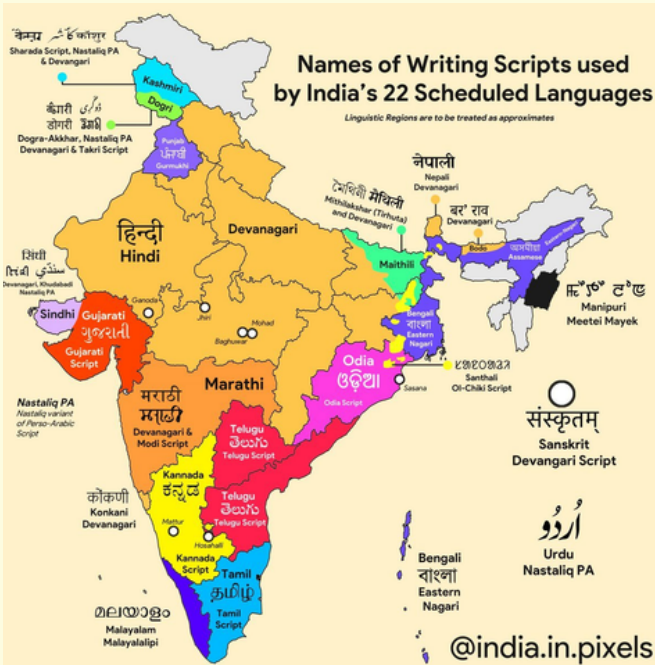 Names of Writing Scripts used
by India's 22 Scheduled Languages
Linguistic Regions are to be treated as approximates
कॉशुर
Sharada Script, Nastaliq PA
& Devangari
Kashmiri
Dogri
डोगरी
Dogra-Akkhar, Nastaliq PA
Devanagari & Takri Script
Punjab
ਪੰਜਾਬੀ
Gurmukhi
नेपाली
Nepali
Devanagari
मैथिली
Mithilakshar (Tirhuta)
and Devanagari
बर' राव
Devanagari
Bodo
অসমীয়া
Assamese
Eastern Nagari
Maithili
हिन्दी
Hindi
Devanagari
सिंधी
سنڌي
Devanagari, Khudabadi
Nastaliq PA
Sindhi
Gujarati
ગુજરાતી
Gujarati
Script
Ganoda
Jhiri
Mohad
Baghuwar
Bengali
বাংলা
Eastern
Nagari
Manipuri
Meetei Mayek
Odia
ଓଡ଼ିଆ
Odia Script
Santhali
Ol-Chiki Script
Sasana
Marathi
मराठी
Devanagari &
Modi Script
Nastaliq PA
Nastaliq variant
of Perso-Arabic
Script
Telugu
తెలుగు
Telugu Script
Telugu
తెలుగు
Telugu Script
संस्कृतम्
Sanskrit
Devangari Script
Kannada
ಕನ್ನಡ
कोंकणी
Konkani
Devanagari
Mattur
Hosahalli
Kannada
Script
اُردُو
Urdu
Nastaliq PA
Bengali
বাংলা
Eastern
Nagari
Tamil
தமிழ்
Tamil
Script
മലയാളം
Malayalam
Malayalalipi
@india.in.pixels